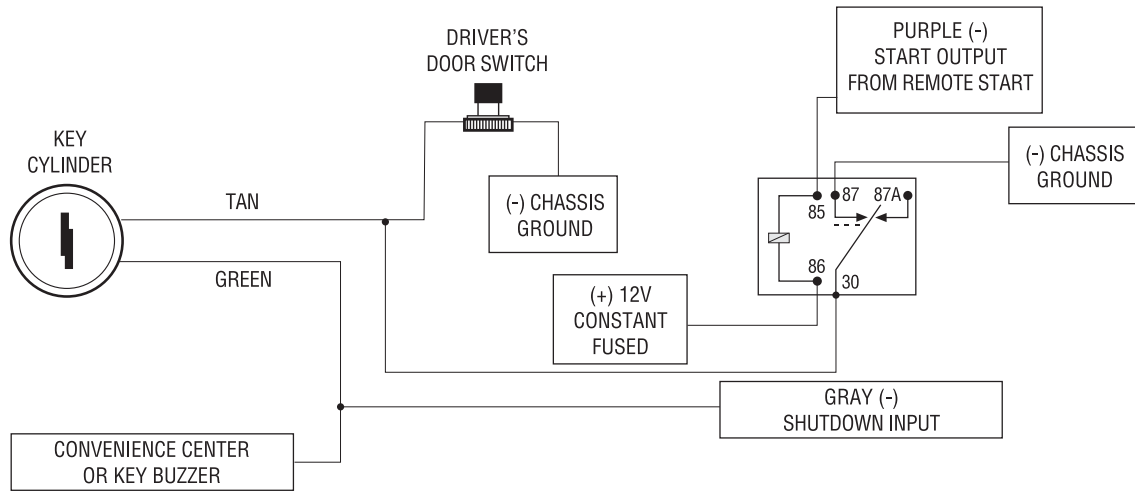 DRIVER'S
DOOR SWITCH
PURPLE (-)
START OUTPUT
FROM REMOTE START
KEY
CYLINDER
(-) CHASSIS
GROUND
TAN
(-) CHASSIS
GROUND
87
87A
85
GREEN
86
30
(+) 12V
CONSTANT
FUSED
GRAY (-)
SHUTDOWN INPUT
CONVENIENCE CENTER
OR KEY BUZZER